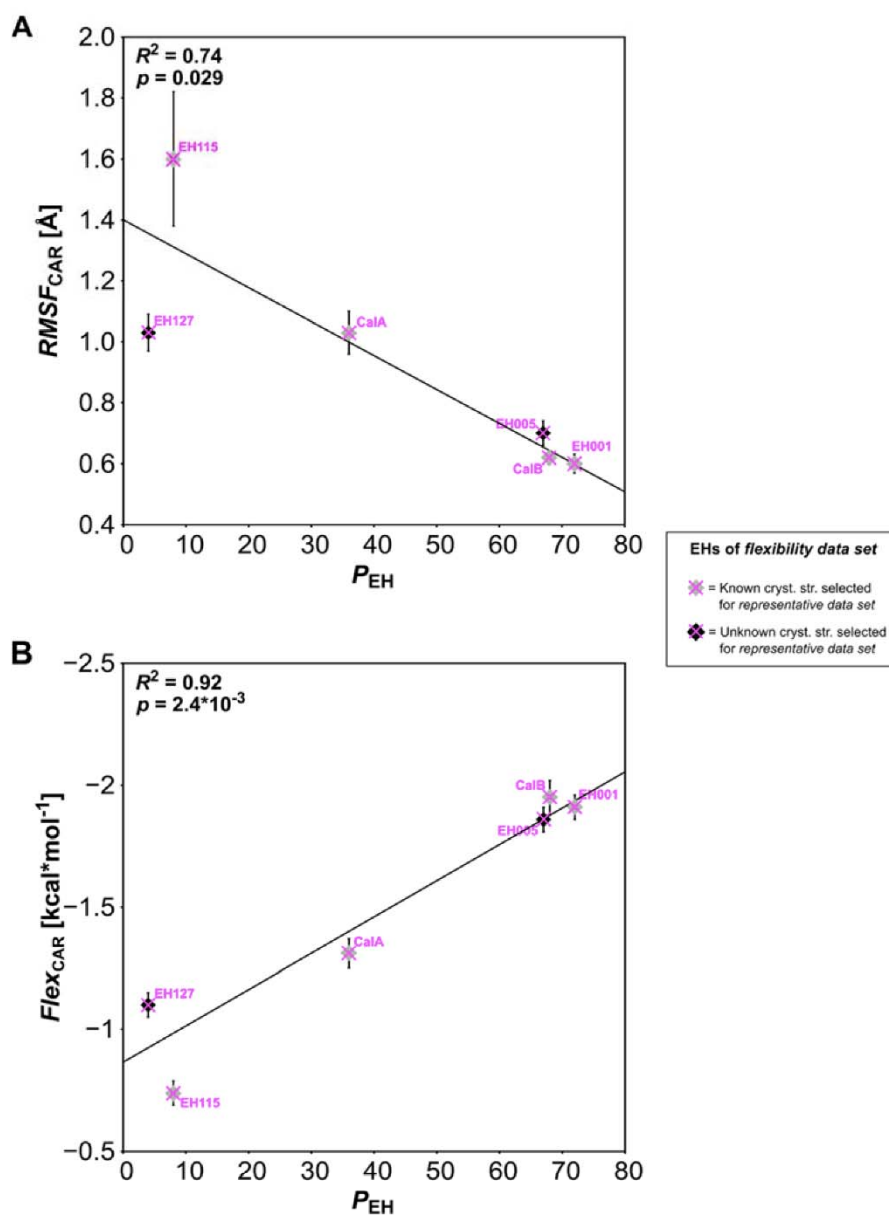 A
R² = 0.74
p = 0.029
2.0
1.8
1.6
1.4
1.2
1.0
0.8
0.6
0.4
RMSF_CAR [Å]
EH115
EH127
CalA
EH005
EH001
CalB
0 10 20 30 40 50 60 70 80
P_EH
EHs of flexibility data set
= Known cryst. str. selected
for representative data set
= Unknown cryst. str. selected
for representative data set
B
R² = 0.92
p = 2.4*10⁻³
−2.5
−2
−1.5
−1
−0.5
Flex_CAR [kcal*mol⁻¹]
CalB
EH001
EH005
CalA
EH127
EH115
0 10 20 30 40 50 60 70 80
P_EH